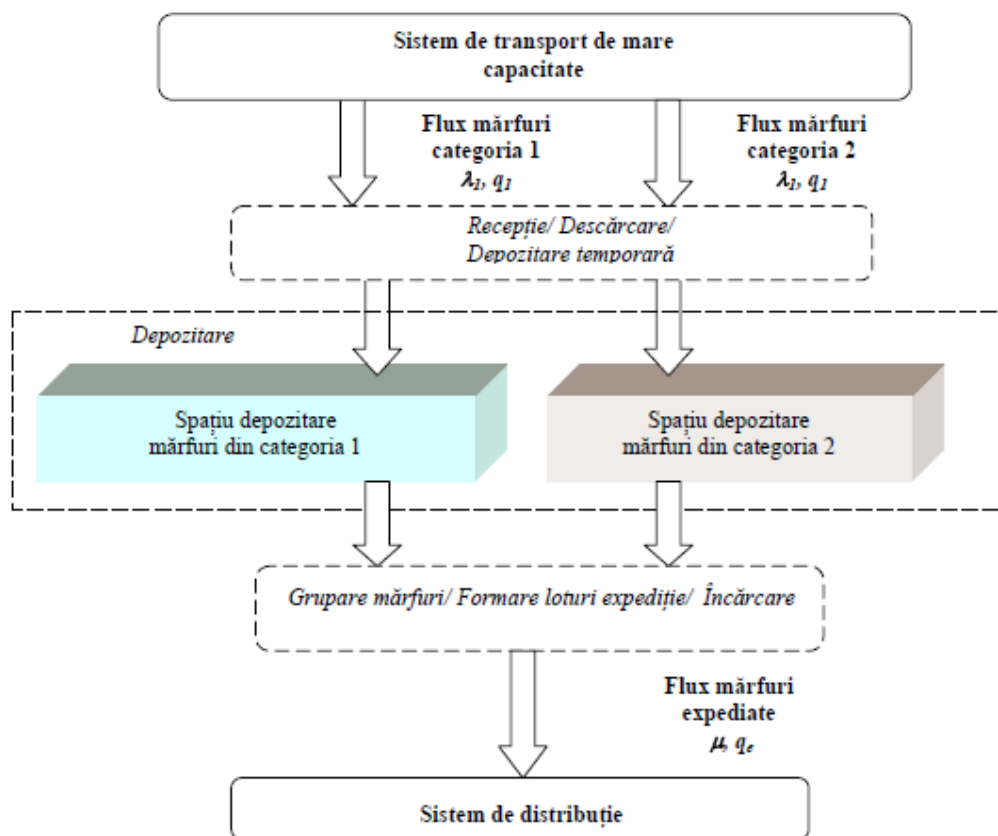 Sistem de transport de mare
capacitate
Flux mărfuri
categoria 1
λ1, q1
Flux mărfuri
categoria 2
λ1, q1
Recepție/ Descărcare/
Depozitare temporară
Depozitare
Spațiu depozitare
mărfuri din categoria 1
Spațiu depozitare
mărfuri din categoria 2
Grupare mărfuri/ Formare loturi expediție/ Încărcare
Flux mărfuri
expediate
μ, qe
Sistem de distribuție